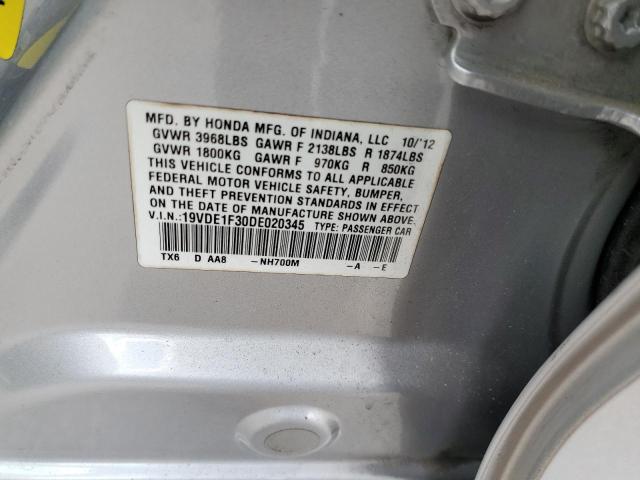 MFD. BY HONDA MFG. OF INDIANA, LLC 10/'12
GVWR 3968LBS GAWR F 2138LBS R 1874LBS
GVWR 1800KG GAWR F 970KG R 850KG
THIS VEHICLE CONFORMS TO ALL APPLICABLE
FEDERAL MOTOR VEHICLE SAFETY, BUMPER,
AND THEFT PREVENTION STANDARDS IN EFFECT
ON THE DATE OF MANUFACTURE SHOWN ABOVE.
V.I.N.:19VDE1F30DE020345 TYPE: PASSENGER CAR
TX6 D AA8 -NH700M -A -E